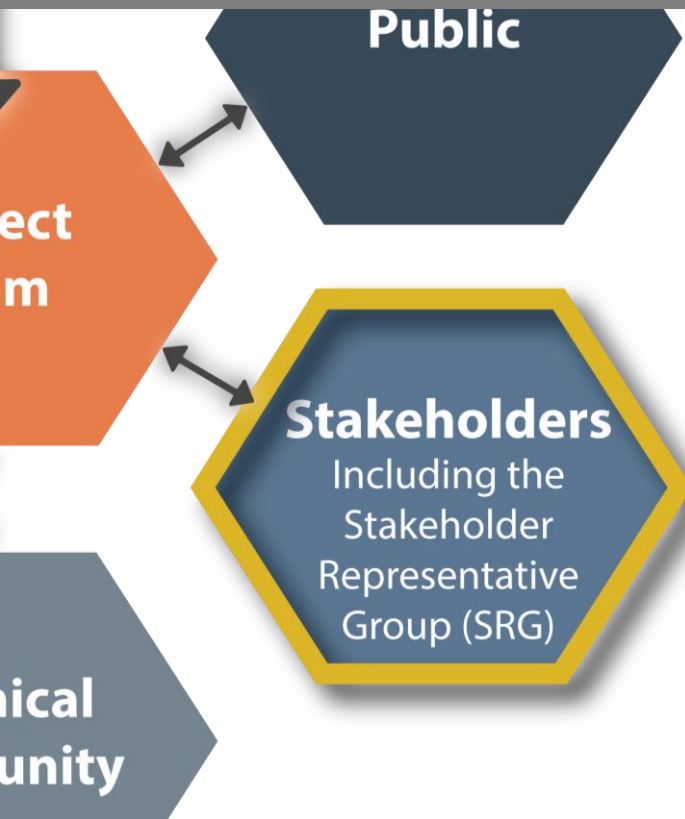 Public
ect
m
Stakeholders
Including the
Stakeholder
Representative
Group (SRG)
nical
unity